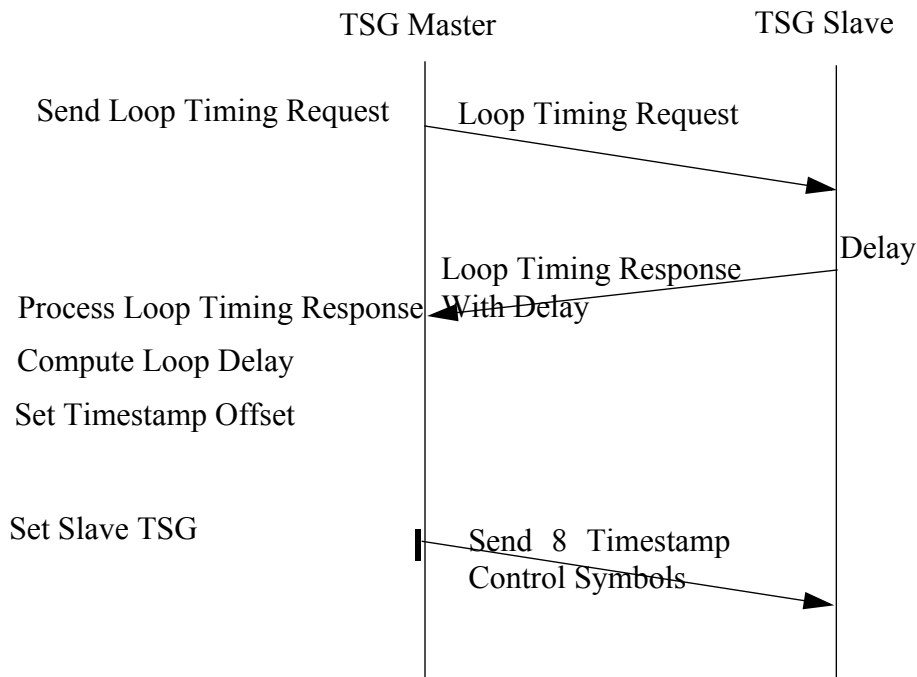 TSG Master
TSG Slave
Send Loop Timing Request
Loop Timing Request
Delay
Loop Timing Response
With Delay
Process Loop Timing Response
Compute Loop Delay
Set Timestamp Offset
Set Slave TSG
Send 8 Timestamp
Control Symbols